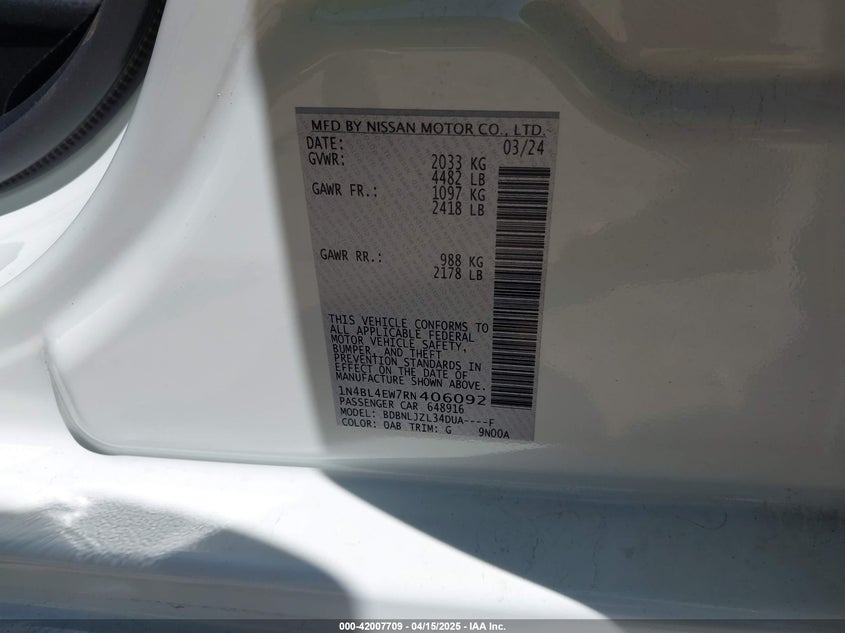 MFD BY NISSAN MOTOR CO., LTD.
DATE: 03/24
GVWR: 2033 KG
4482 LB
GAWR FR.: 1097 KG
2418 LB
GAWR RR.: 988 KG
2178 LB
THIS VEHICLE CONFORMS TO
ALL APPLICABLE FEDERAL
MOTOR VEHICLE SAFETY,
BUMPER, AND THEFT
PREVENTION STANDARDS IN
EFFECT ON THE DATE OF
MANUFACTURE SHOWN ABOVE.
1N4BL4EW7RN406092
PASSENGER CAR 648916
MODEL: BDBNLJZL34DUA----F
COLOR: QAB TRIM: G 9N00A
000-42007709 - 04/15/2025 - IAA Inc.